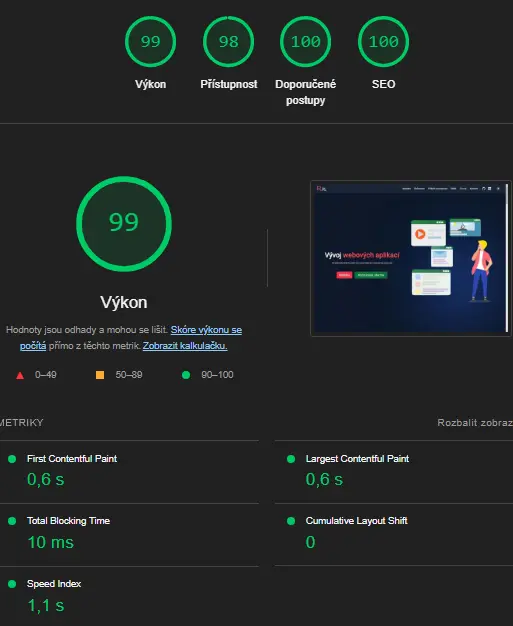 99
98
100
100
Výkon
Přístupnost
Doporučené
postupy
SEO
99
Výkon
Hodnoty jsou odhady a mohou se lišit. Skóre výkonu se
počítá přímo z těchto metrik. Zobrazit kalkulačku.
0–49
50–89
90–100
Vývoj webových aplikací
METRIKY
Rozbalit zobraz
First Contentful Paint
0,6 s
Largest Contentful Paint
0,6 s
Total Blocking Time
10 ms
Cumulative Layout Shift
0
Speed Index
1,1 s